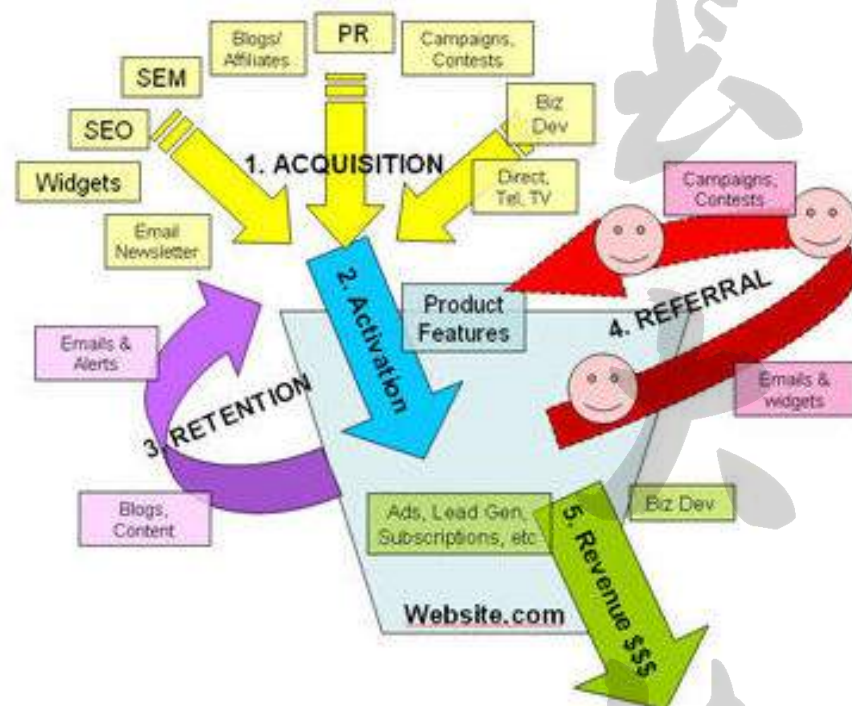 Blogs/
Affiliates
PR
Campaigns,
Contests
SEM
Biz
Dev
SEO
1. ACQUISITION
Widgets
Direct,
Tel, TV
Campaigns,
Contests
Email
Newsletter
2. Activation
Product
Features
4. REFERRAL
Emails &
Alerts
3. RETENTION
Emails &
widgets
Blogs,
Content
Ads, Lead Gen,
Subscriptions, etc
Biz Dev
5. Revenue $$$
Website.com